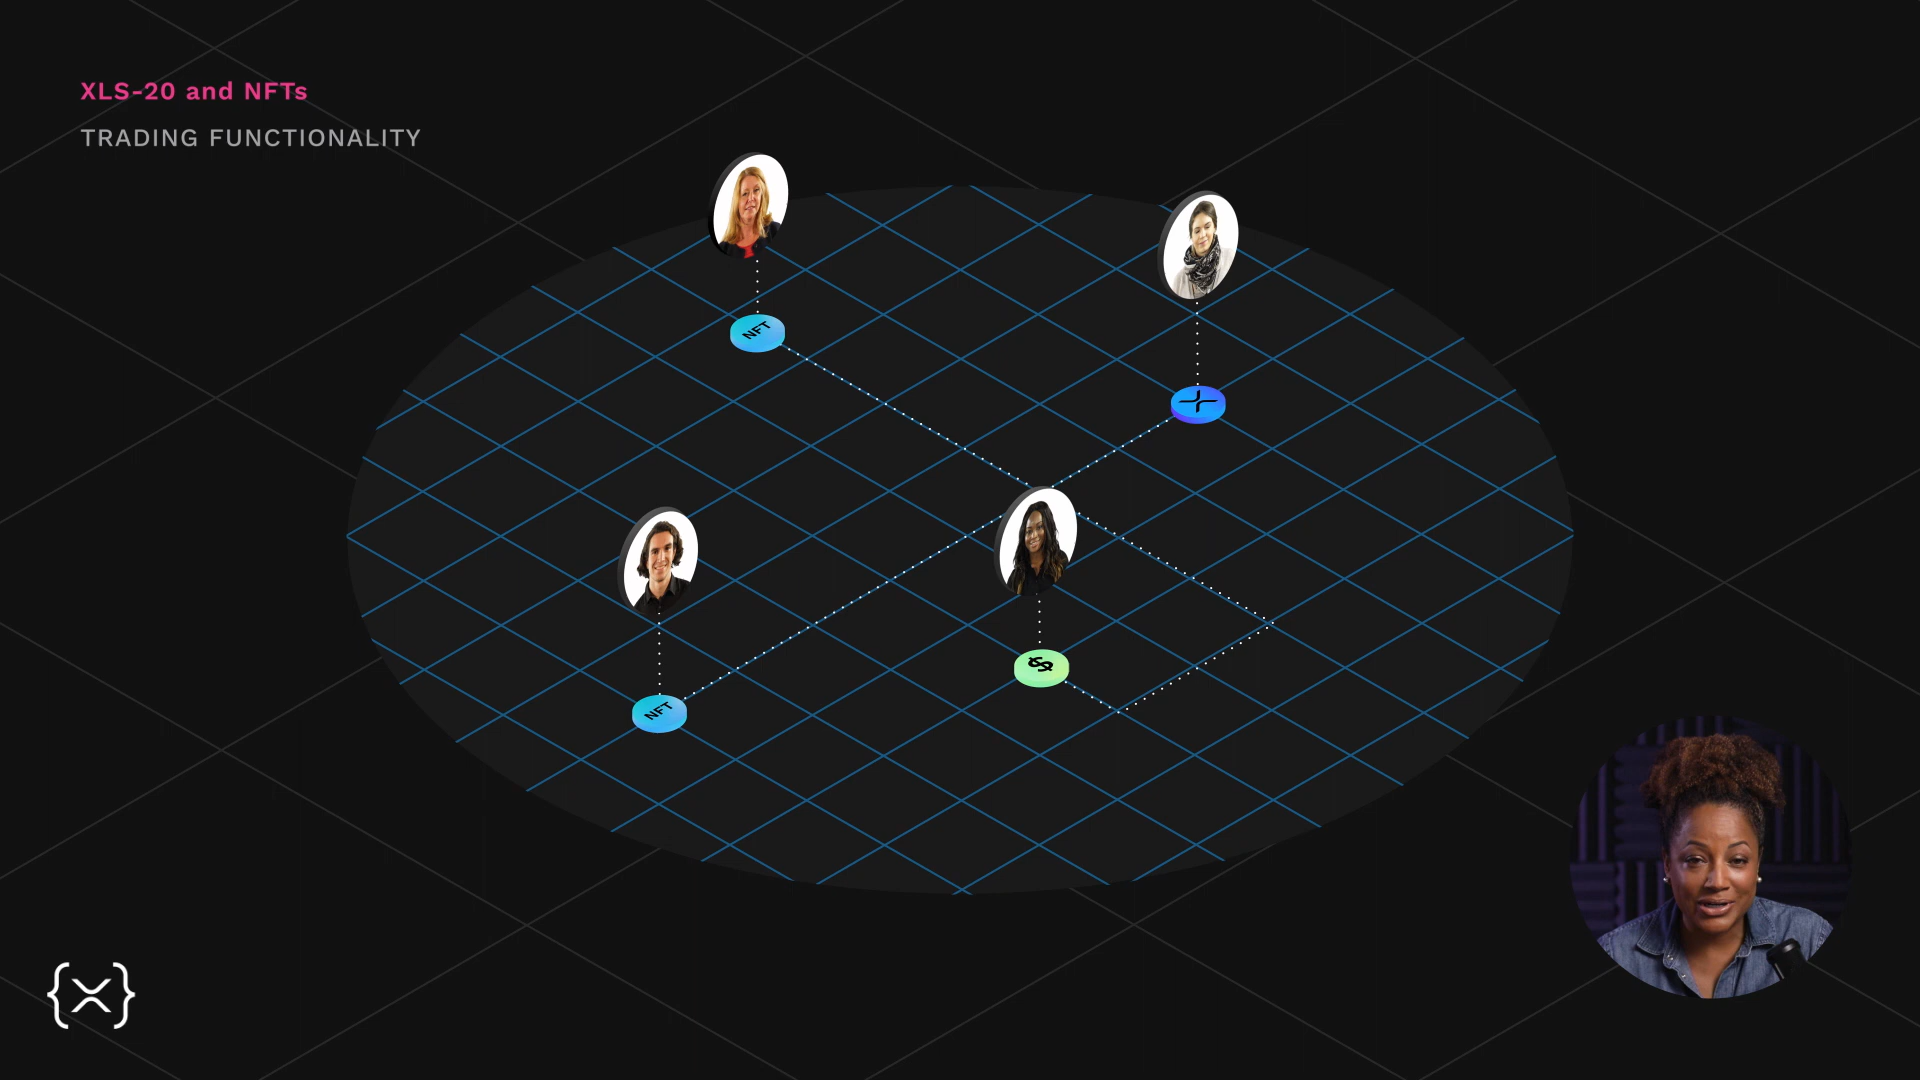 XLS-20 and NFTs
TRADING FUNCTIONALITY
NFT
NFT
$